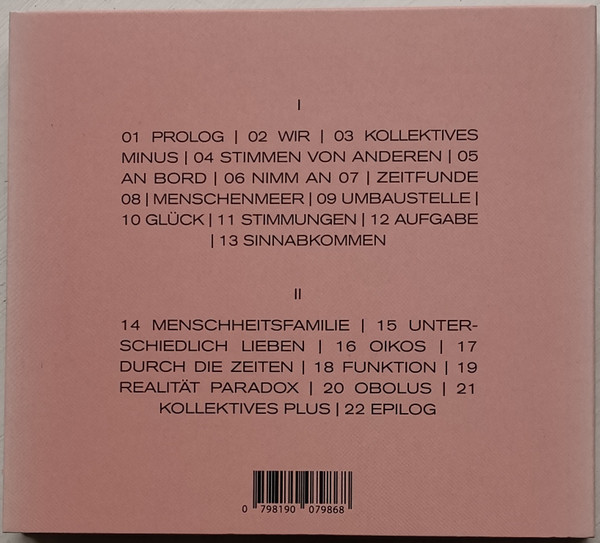 I
01 PROLOG | 02 WIR | 03 KOLLEKTIVES
MINUS | 04 STIMMEN VON ANDEREN | 05
AN BORD | 06 NIMM AN 07 | ZEITFUNDE
08 | MENSCHENMEER | 09 UMBAUSTELLE |
10 GLÜCK | 11 STIMMUNGEN | 12 AUFGABE
| 13 SINNABKOMMEN
II
14 MENSCHHEITSFAMILIE | 15 UNTER-
SCHIEDLICH LIEBEN | 16 OIKOS | 17
DURCH DIE ZEITEN | 18 FUNKTION | 19
REALITÄT PARADOX | 20 OBOLUS | 21
KOLLEKTIVES PLUS | 22 EPILOG
0 798190 079868